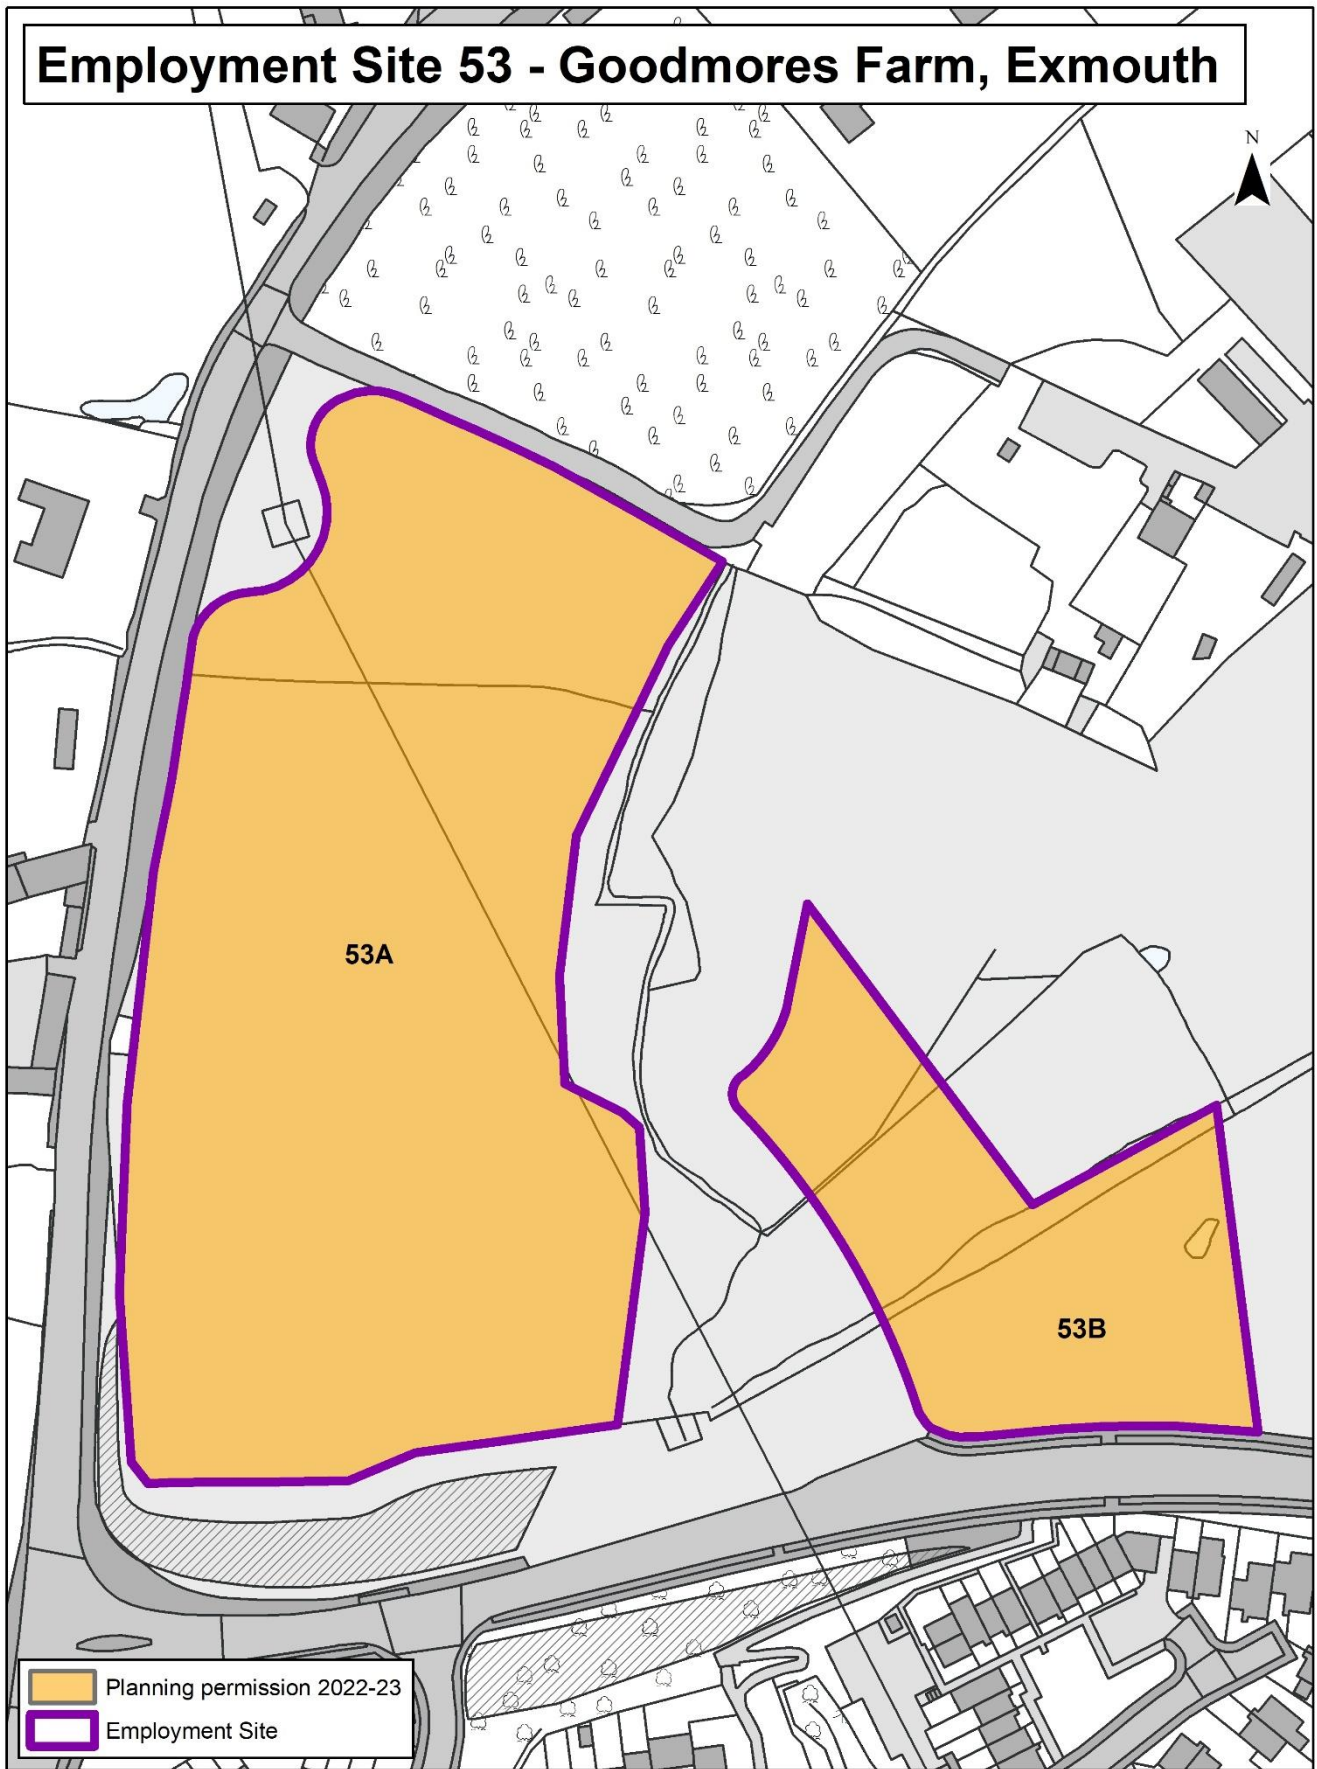 Employment Site 53 - Goodmores Farm, Exmouth
N
53A
53B
Planning permission 2022-23
Employment Site